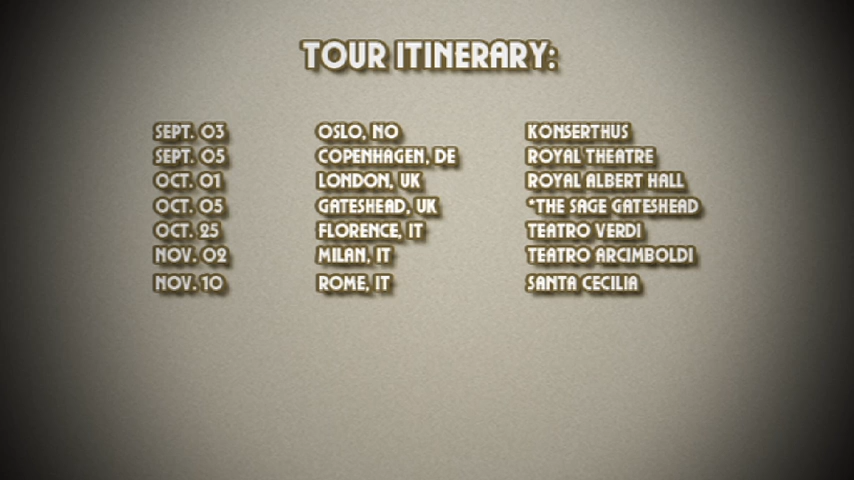 TOUR ITINERARY:
SEPT. 03 OSLO, NO KONSERTHUS
SEPT. 05 COPENHAGEN, DE ROYAL THEATRE
OCT. 01 LONDON, UK ROYAL ALBERT HALL
OCT. 05 GATESHEAD, UK *THE SAGE GATESHEAD
OCT. 25 FLORENCE, IT TEATRO VERDI
NOV. 02 MILAN, IT TEATRO ARCIMBOLDI
NOV. 10 ROME, IT SANTA CECILIA